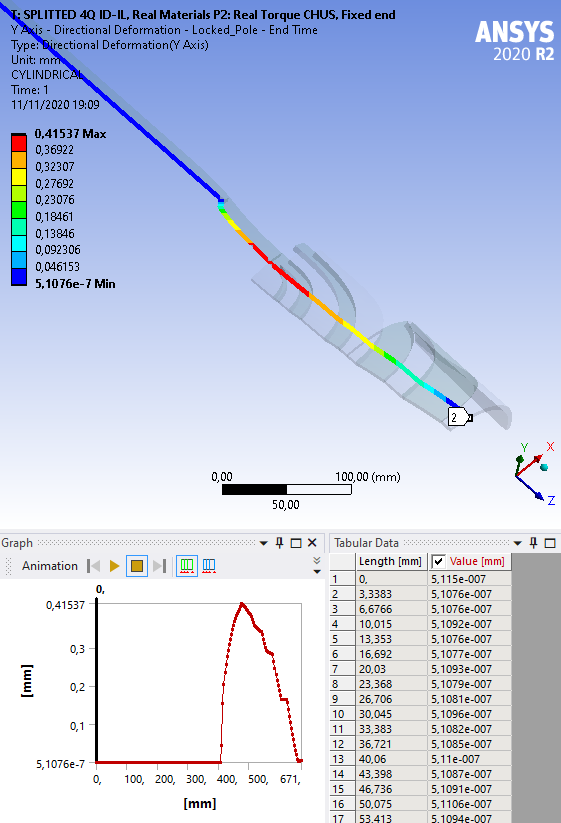 T: SPLITTED 4Q ID-IL, Real Materials P2: Real Torque CHUS, Fixed end
Y Axis - Directional Deformation - Locked_Pole - End Time
Type: Directional Deformation(Y Axis)
Unit: mm
CYLINDRICAL
Time: 1
11/11/2020 19:09
ANSYS
2020 R2
0,41537 Max
0,36922
0,32307
0,27692
0,23076
0,18461
0,13846
0,092306
0,046153
5,1076e-7 Min
2
0,00
100,00 (mm)
50,00
Y
X
Z
Graph
Animation
0,
0,41537
0,3
0,2
0,1
5,1076e-7
[mm]
0,
100,
200,
300,
400,
500,
671,
[mm]
Tabular Data
Length [mm] Value [mm]
1 0, 5,115e-007
2 3,3383 5,1076e-007
3 6,6766 5,1076e-007
4 10,015 5,1092e-007
5 13,353 5,1076e-007
6 16,692 5,1077e-007
7 20,03 5,1093e-007
8 23,368 5,1079e-007
9 26,706 5,1081e-007
10 30,045 5,1096e-007
11 33,383 5,1082e-007
12 36,721 5,1085e-007
13 40,06 5,11e-007
14 43,398 5,1087e-007
15 46,736 5,1091e-007
16 50,075 5,1106e-007
17 53,413 5,1094e-007